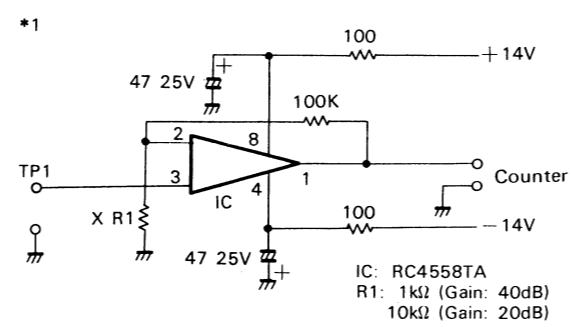 *1
100
+14V
+
47 25V
100K
2
8
TP1
3
1
Counter
4
IC
X R1
100
-14V
47 25V
+
IC: RC4558TA
R1: 1kΩ (Gain: 40dB)
10kΩ (Gain: 20dB)